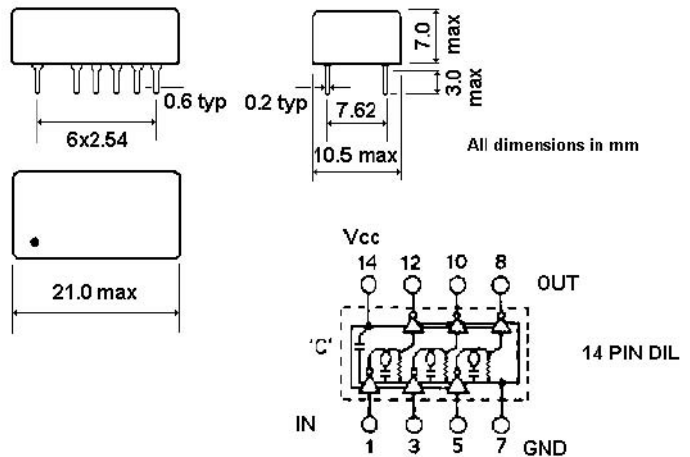 7.0
max
3.0
max
0.6 typ
0.2 typ
7.62
6x2.54
10.5 max
All dimensions in mm
21.0 max
Vcc
14 12 10 8
OUT
'C'
14 PIN DIL
IN
1 3 5 7
GND